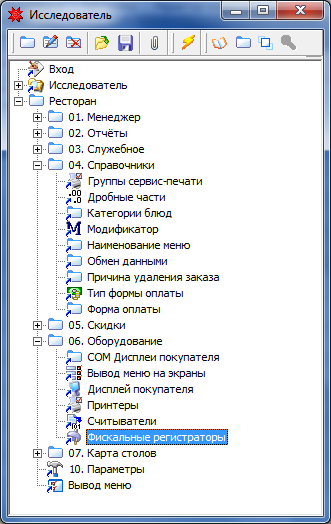 Исследователь
Вход
Исследователь
Ресторан
01. Менеджер
02. Отчёты
03. Служебное
04. Справочники
Группы сервис-печати
Дробные части
Категории блюд
Модификатор
Наименование меню
Обмен данными
Причина удаления заказа
Тип формы оплаты
Форма оплаты
05. Скидки
06. Оборудование
COM Дисплеи покупателя
Вывод меню на экраны
Дисплей покупателя
Принтеры
Считыватели
Фискальные регистраторы
07. Карта столов
10. Параметры
Вывод меню